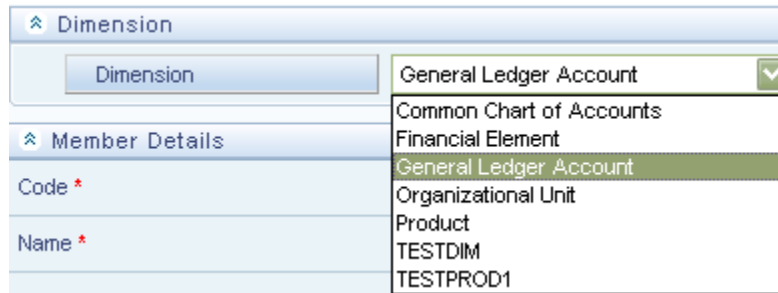 Dimension
Dimension General Ledger Account
Common Chart of Accounts
Financial Element
Member Details
General Ledger Account
Code *
Organizational Unit
Product
Name *
TESTDIM
TESTPROD1